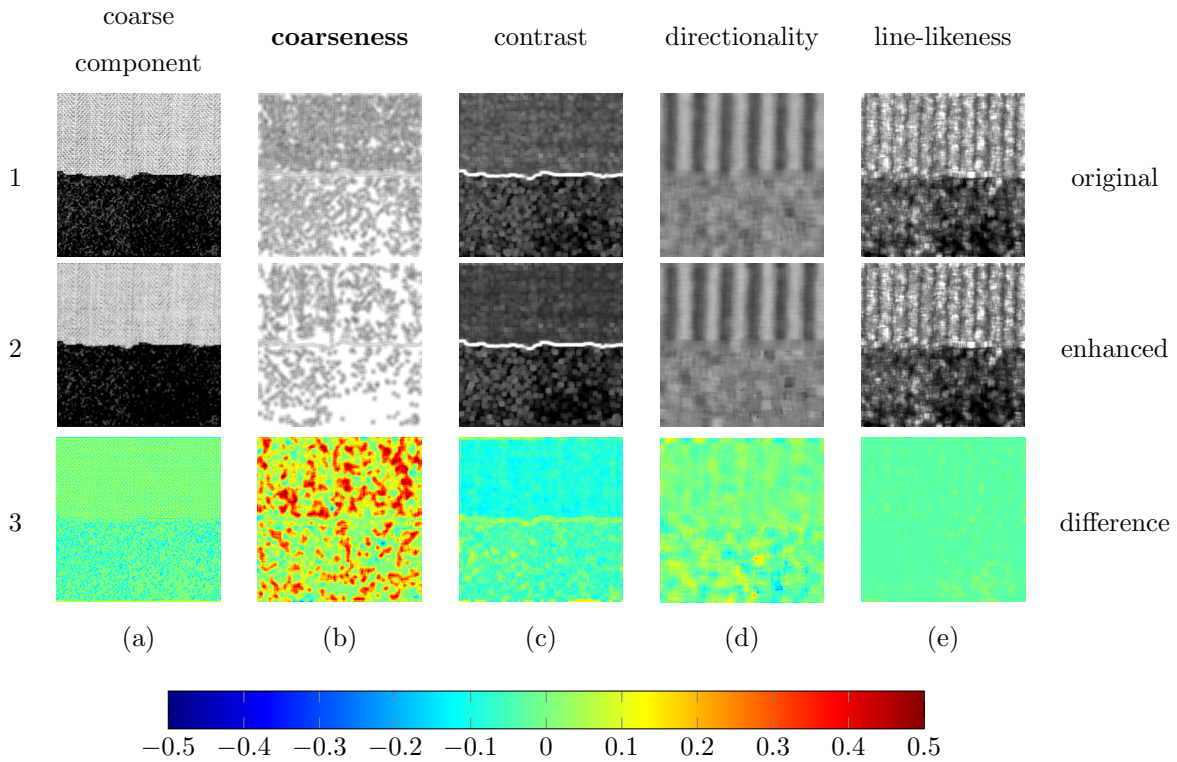 coarse
component
coarseness
contrast
directionality
line-likeness
1
original
2
enhanced
3
difference
(a)
(b)
(c)
(d)
(e)
−0.5 −0.4 −0.3 −0.2 −0.1 0 0.1 0.2 0.3 0.4 0.5